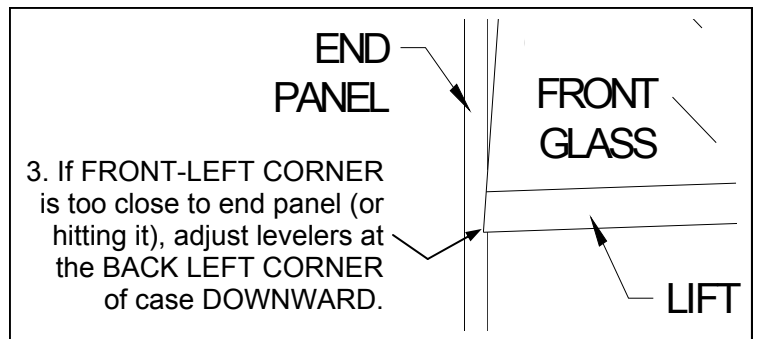 END
PANEL
FRONT
GLASS
3. If FRONT-LEFT CORNER
is too close to end panel (or
hitting it), adjust levelers at
the BACK LEFT CORNER
of case DOWNWARD.
LIFT